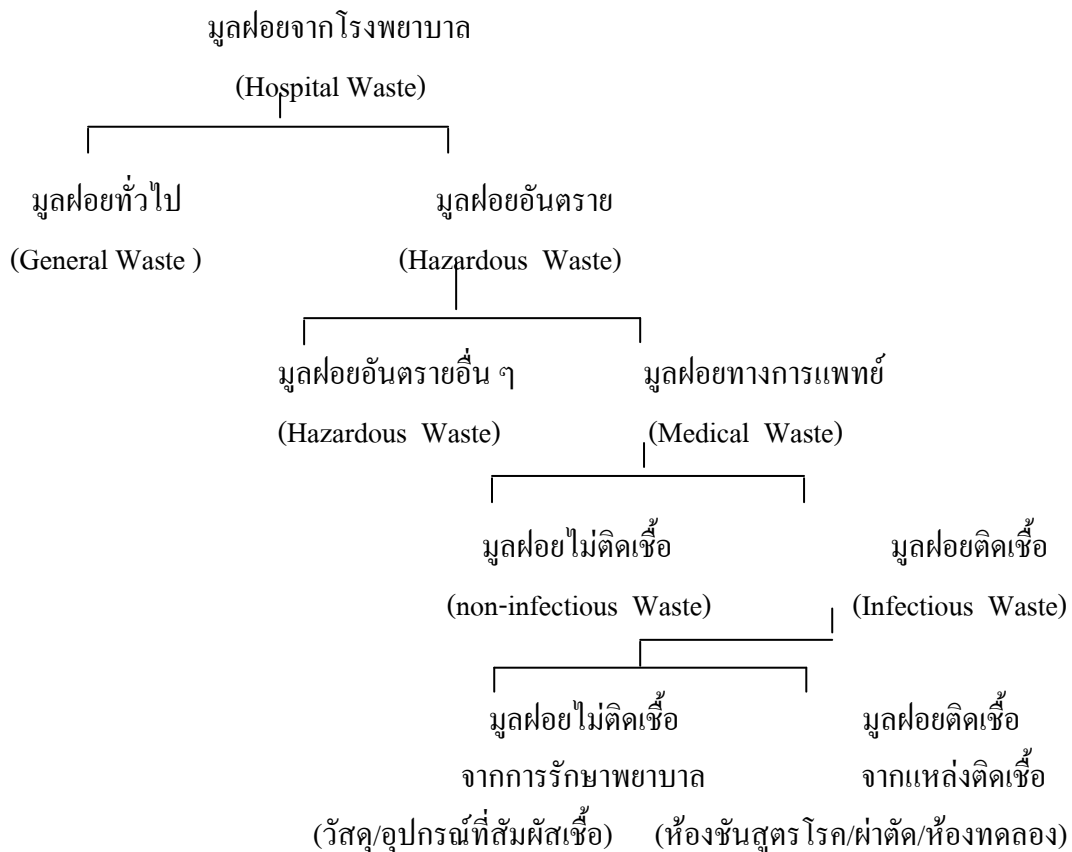 มูลฝอยจากโรงพยาบาล
(Hospital Waste)
มูลฝอยทั่วไป มูลฝอยอันตราย
(General Waste ) (Hazardous Waste)
มูลฝอยอันตรายอื่น ๆ มูลฝอยทางการแพทย์
(Hazardous Waste) (Medical Waste)
มูลฝอยไม่ติดเชื้อ มูลฝอยติดเชื้อ
(non-infectious Waste) (Infectious Waste)
มูลฝอยไม่ติดเชื้อ มูลฝอยติดเชื้อ
จากการรักษาพยาบาล จากแหล่งติดเชื้อ
(วัสดุ/อุปกรณ์ที่สัมผัสเชื้อ) (ห้องชันสูตรโรค/ผ่าตัด/ห้องทดลอง)